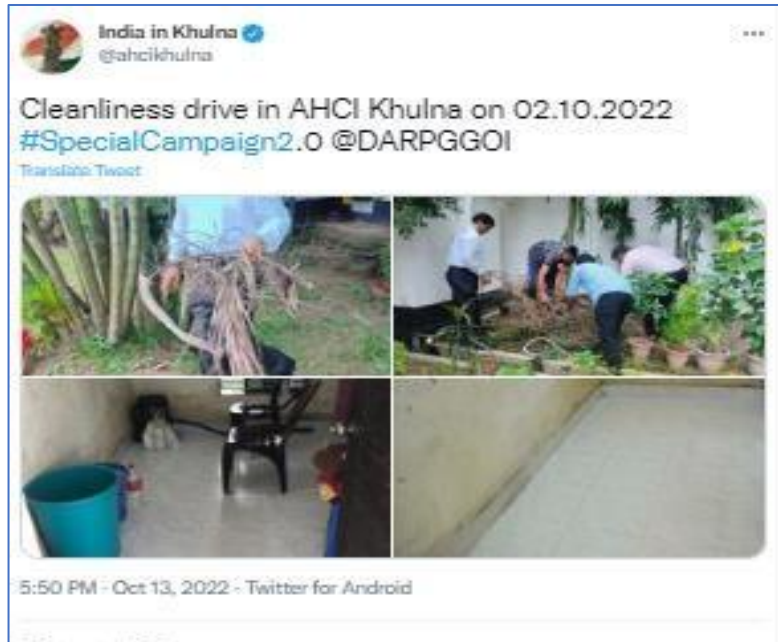 India in Khulna
@ahcikhulna
Cleanliness drive in AHCI Khulna on 02.10.2022
#SpecialCampaign2.0 @DARPGGOI
Translate Tweet
5:50 PM · Oct 13, 2022 · Twitter for Android